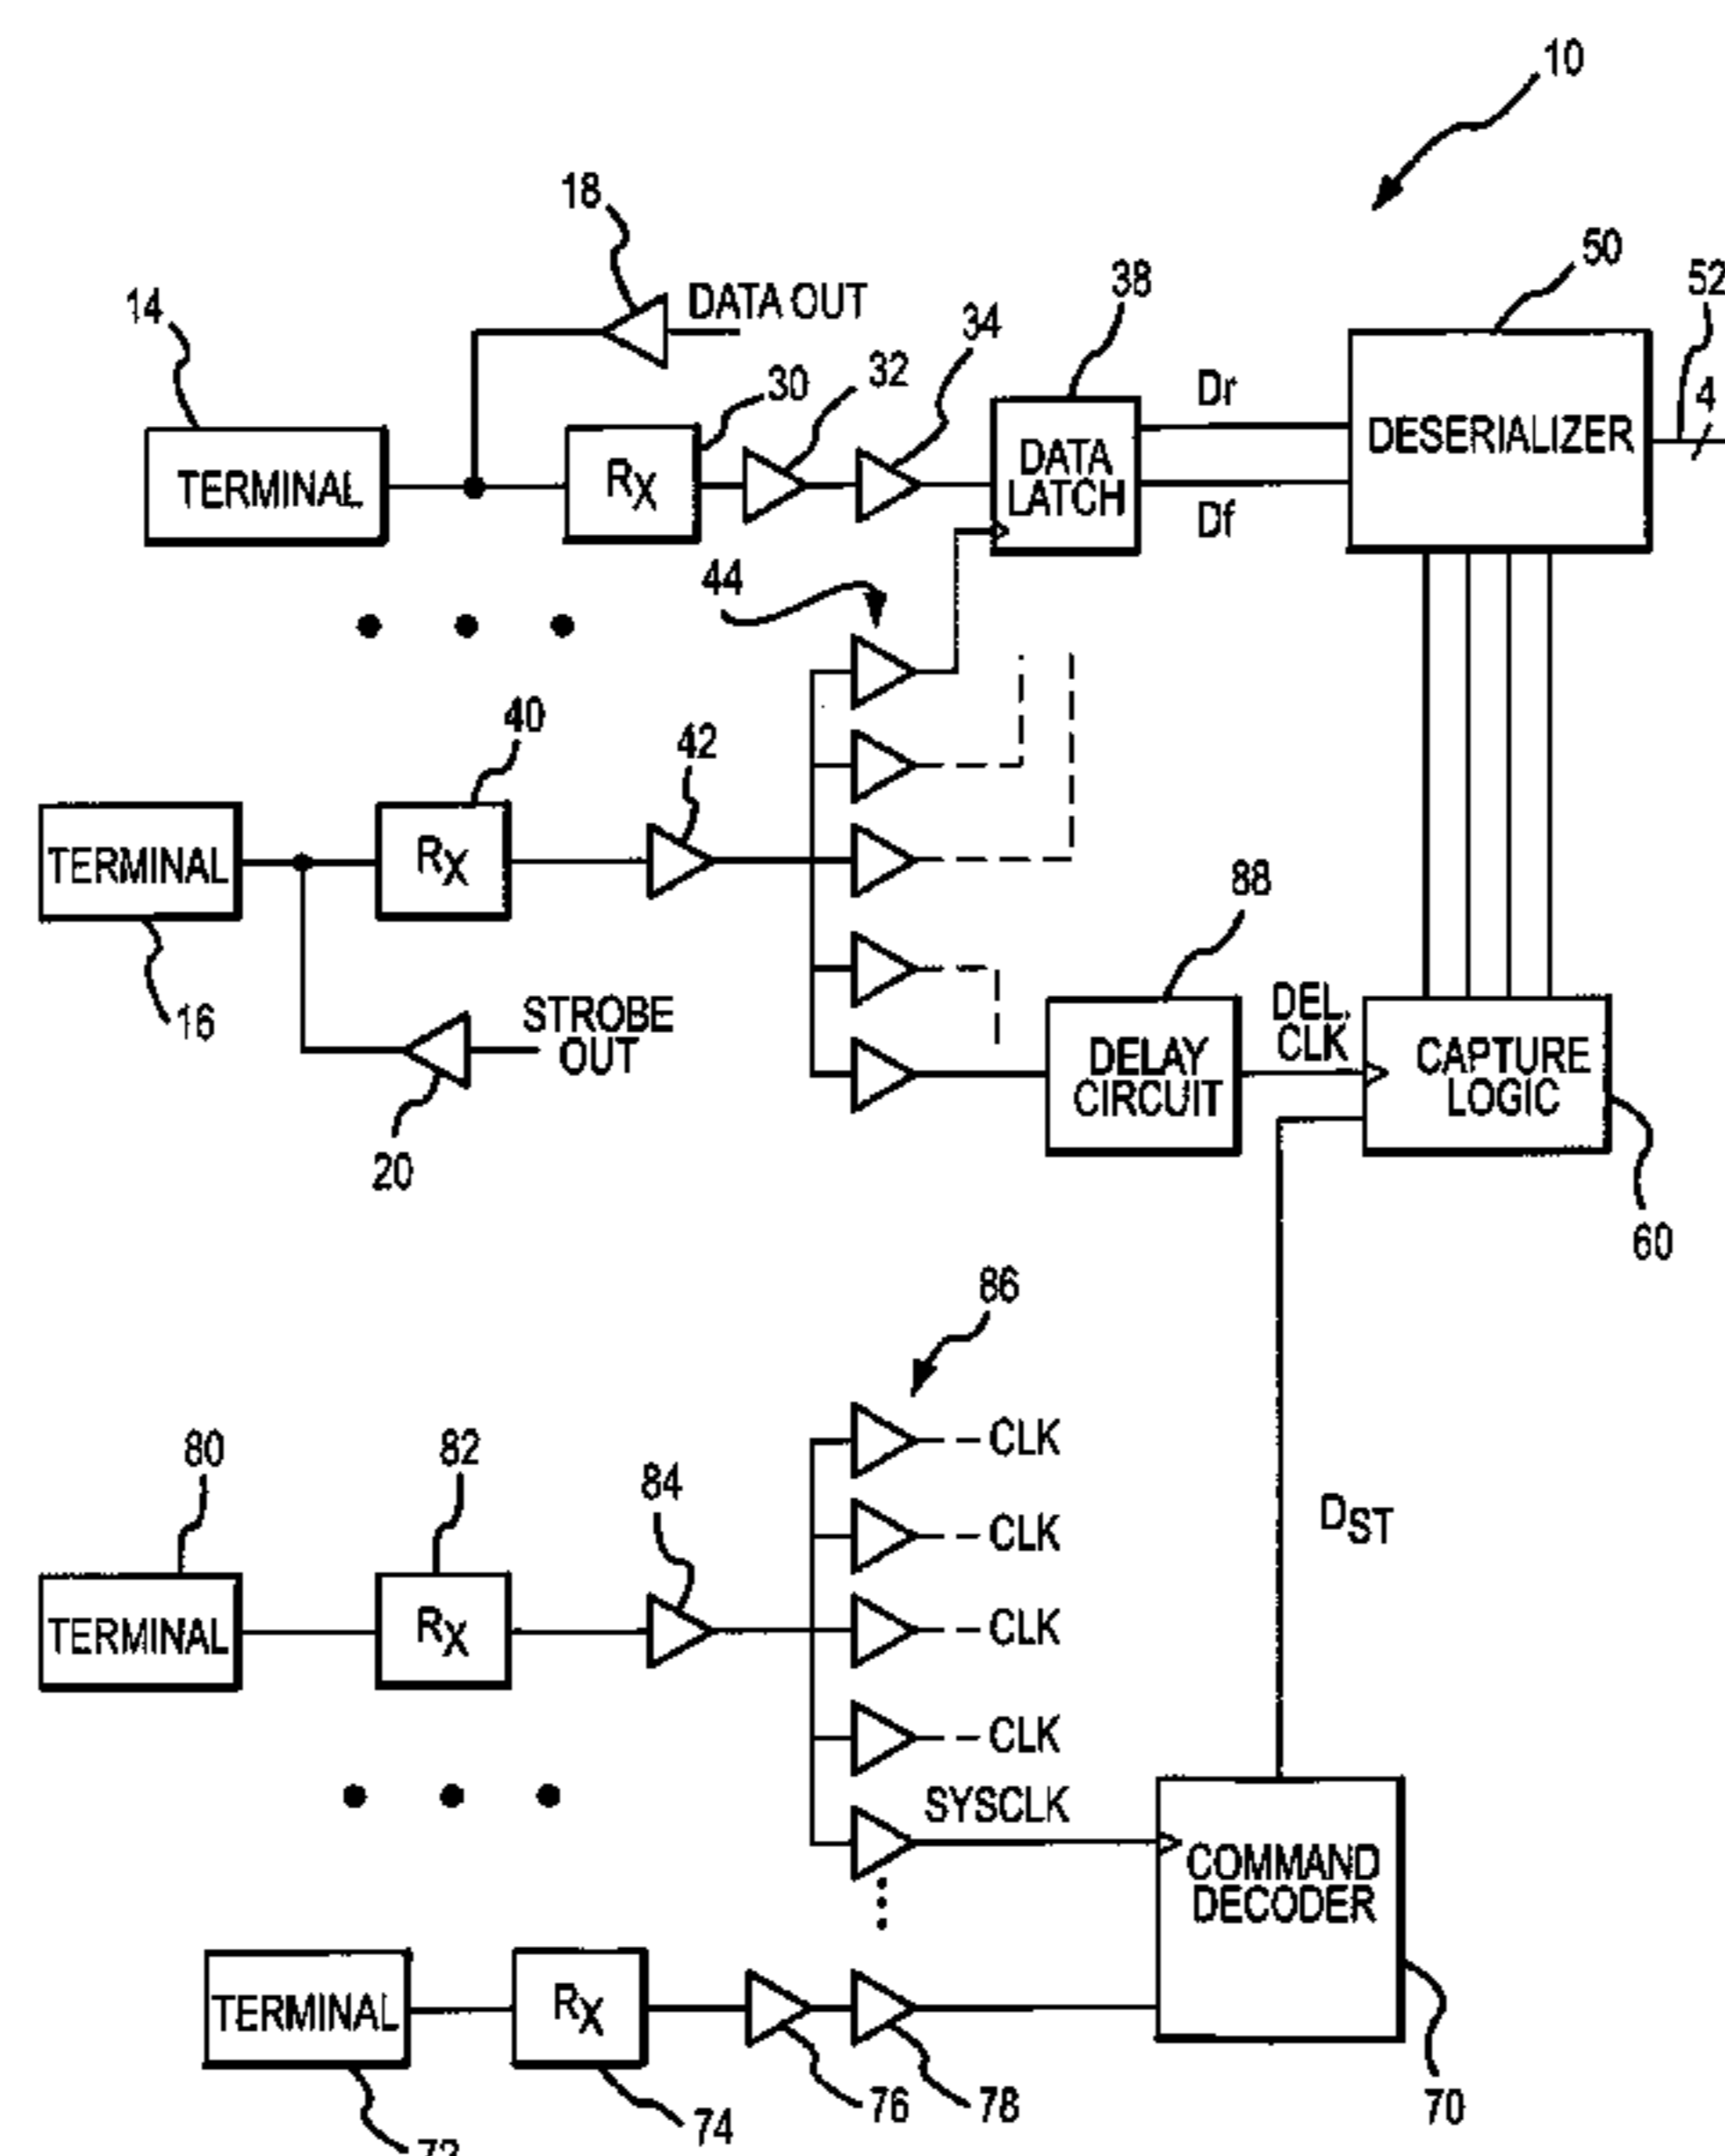 10
18
DATA OUT
14
50
52
38
34
32
30
4
Dr
TERMINAL
RX
DATA
LATCH
DESERIALIZER
Df
44
40
42
TERMINAL
RX
88
16
STROBE
OUT
DEL.
CLK
DELAY
CIRCUIT
CAPTURE
LOGIC
20
60
86
80
82
84
CLK
CLK
DST
TERMINAL
RX
CLK
CLK
SYSCLK
COMMAND
DECODER
TERMINAL
RX
76
78
70
74